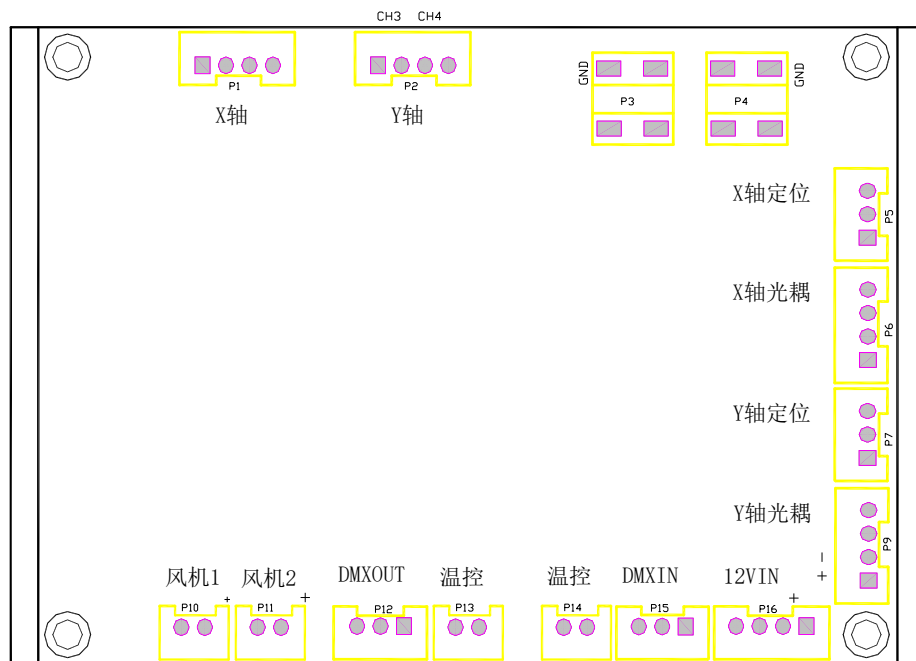 CH3 CH4
P1
P2
X轴
Y轴
GND
P3
P4
GND
X轴定位
P5
X轴光耦
P6
Y轴定位
P7
Y轴光耦
P9
-
+
风机1
风机2
DMXOUT
温控
温控
DMXIN
12VIN
P10
+
P11
+
P12
P13
P14
P15
P16
+